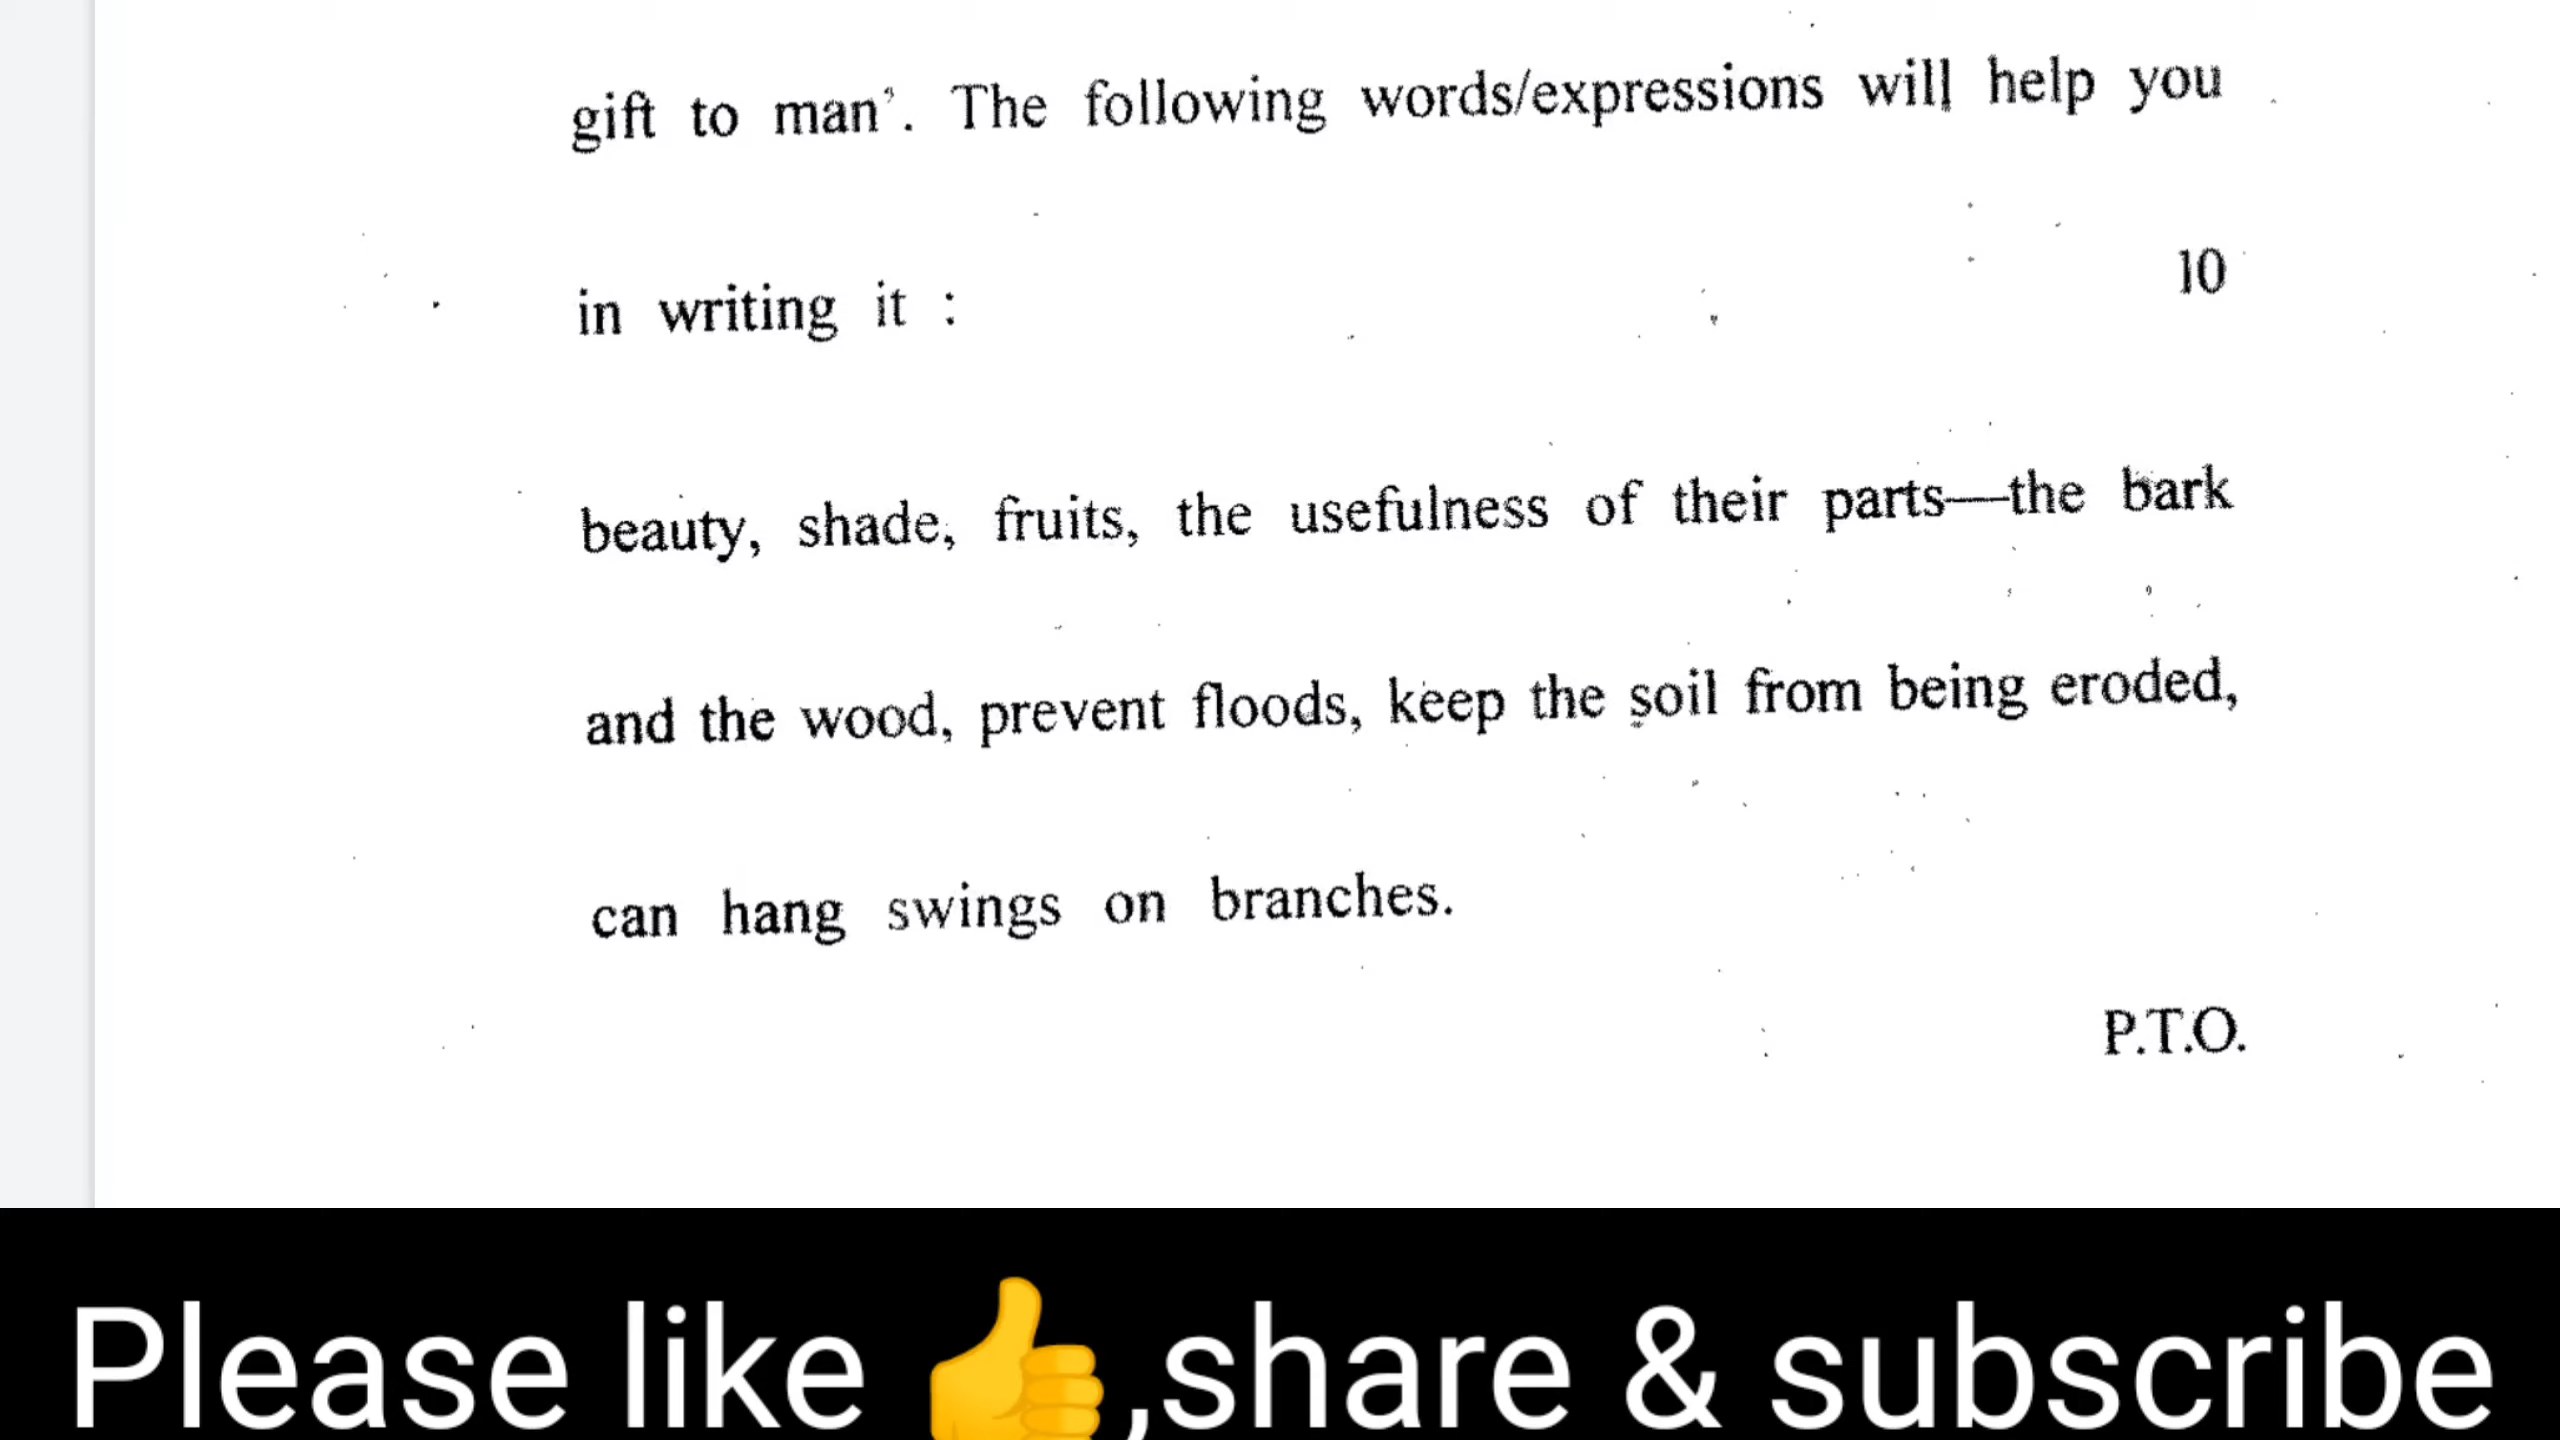 gift to man'. The following words/expressions will help you
in writing it : 10
beauty, shade, fruits, the usefulness of their parts—the bark
and the wood, prevent floods, keep the soil from being eroded,
can hang swings on branches.
P.T.O.
Please like 👍,share & subscribe